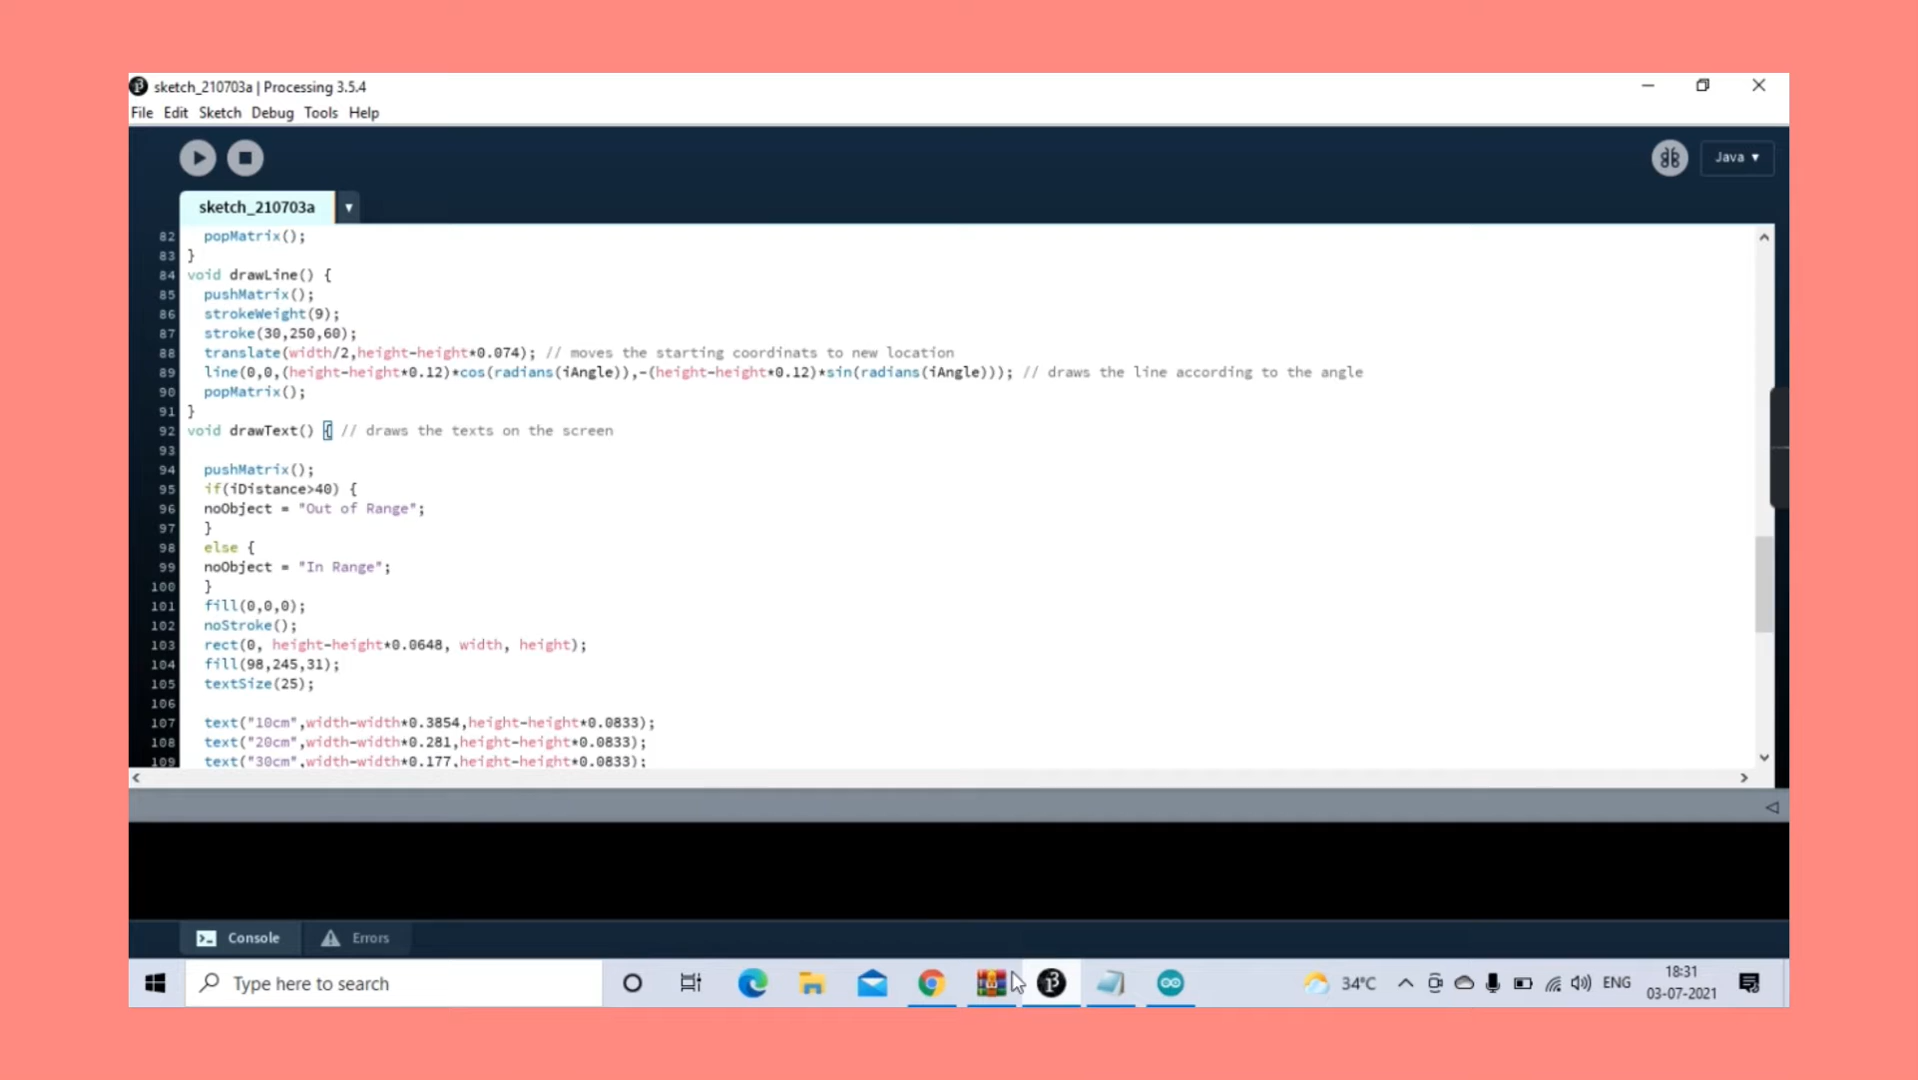 sketch_210703a | Processing 3.5.4
File Edit Sketch Debug Tools Help
Java ▾
sketch_210703a ▾
82 popMatrix();
83 }
84 void drawLine() {
85 pushMatrix();
86 strokeWeight(9);
87 stroke(30,250,60);
88 translate(width/2,height-height*0.074); // moves the starting coordinats to new location
89 line(0,0,(height-height*0.12)*cos(radians(iAngle)),-(height-height*0.12)*sin(radians(iAngle))); // draws the line according to the angle
90 popMatrix();
91 }
92 void drawText() { // draws the texts on the screen
93
94 pushMatrix();
95 if(iDistance>40) {
96 noObject = "Out of Range";
97 }
98 else {
99 noObject = "In Range";
100 }
101 fill(0,0,0);
102 noStroke();
103 rect(0, height-height*0.0648, width, height);
104 fill(98,245,31);
105 textSize(25);
106
107 text("10cm",width-width*0.3854,height-height*0.0833);
108 text("20cm",width-width*0.281,height-height*0.0833);
109 text("30cm",width-width*0.177,height-height*0.0833);
Console Errors
Type here to search
34°C ENG
18:31
03-07-2021